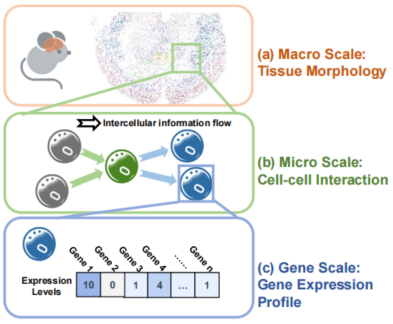 (a) Macro Scale:
Tissue Morphology
Intercellular information flow
(b) Micro Scale:
Cell-cell Interaction
Gene 1
Gene 2
Gene 3
Gene 4
......
Gene n
Expression
Levels
10 0 1 4 ... 1
(c) Gene Scale:
Gene Expression
Profile